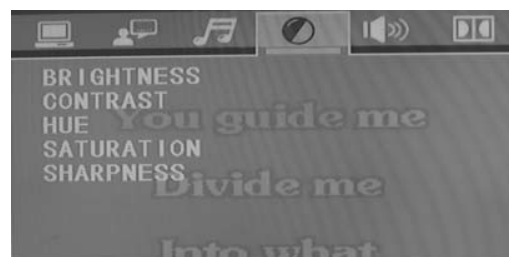 BRIGHTNESS
CONTRAST
HUE
SATURATION
SHARPNESS
You guide me
Divide me
Into what